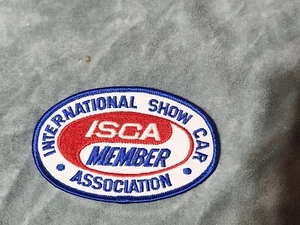 INTERNATIONAL SHOW CAR
ISCA
MEMBER
• ASSOCIATION •